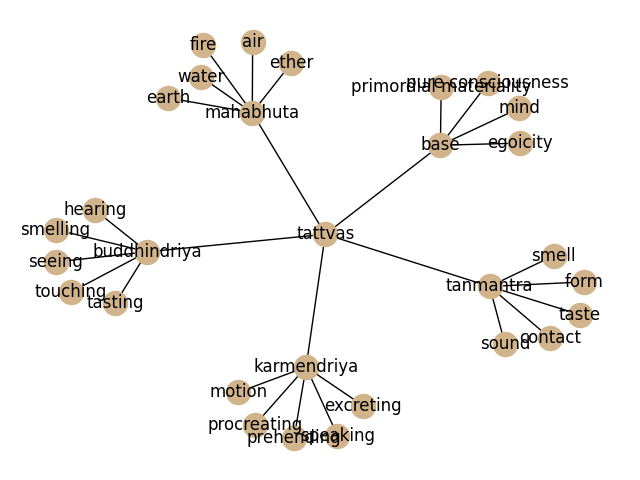 fire
air
ether
water
earth
mahabhuta
pure consciousness
primordial materiality
mind
egoicity
base
hearing
smelling
seeing
touching
tasting
buddhindriya
tattvas
smell
form
tanmantra
taste
contact
sound
karmendriya
motion
excreting
procreating
prehending
speaking